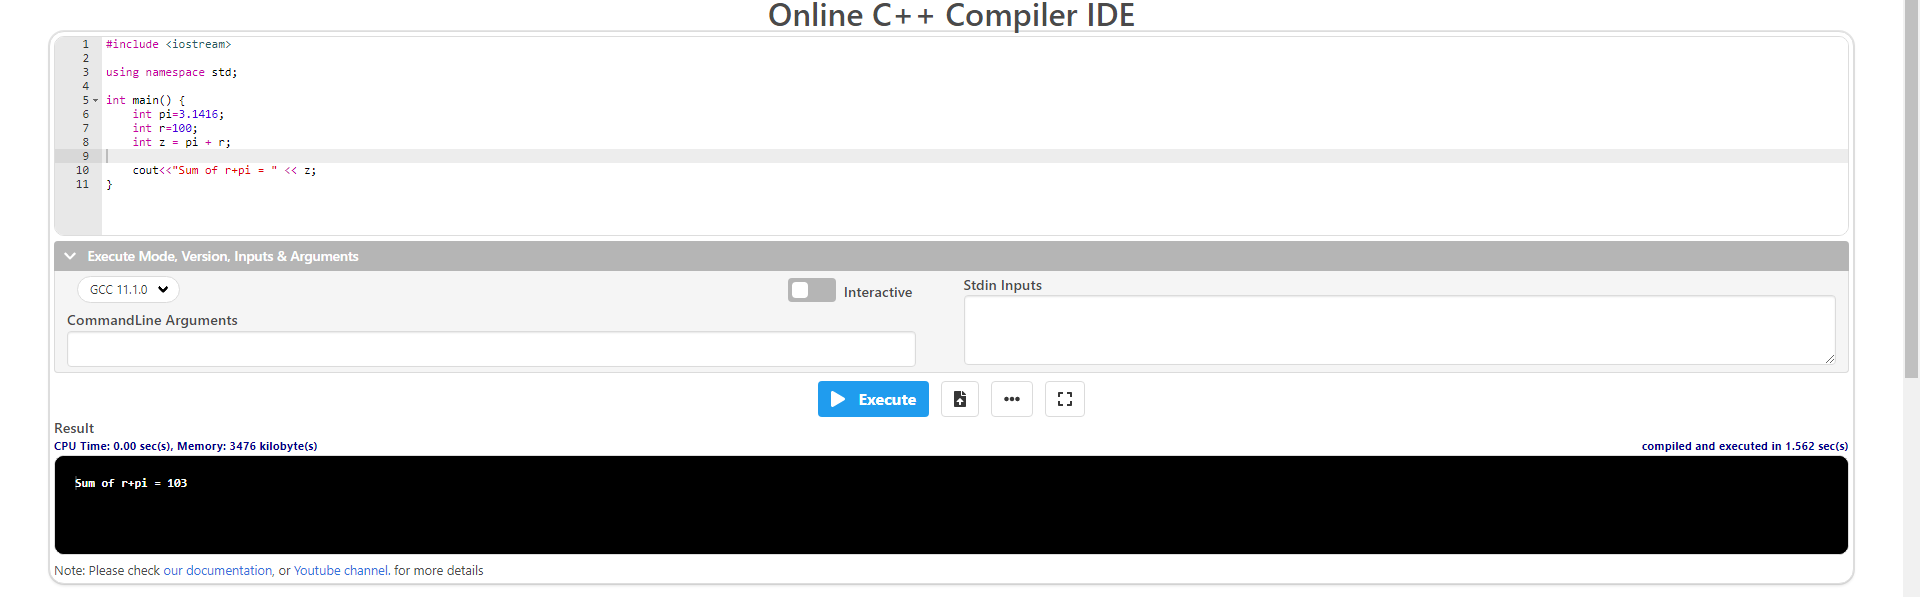 Online C++ Compiler IDE
1 #include <iostream>
2
3 using namespace std;
4
5 int main() {
6 int pi=3.1416;
7 int r=100;
8 int z = pi + r;
9
10 cout<<"Sum of r+pi = " << z;
11 }
Execute Mode, Version, Inputs & Arguments
GCC 11.1.0
Interactive
Stdin Inputs
CommandLine Arguments
Execute
Result
CPU Time: 0.00 sec(s), Memory: 3476 kilobyte(s)
compiled and executed in 1.562 sec(s)
Sum of r+pi = 103
Note: Please check our documentation, or Youtube channel. for more details